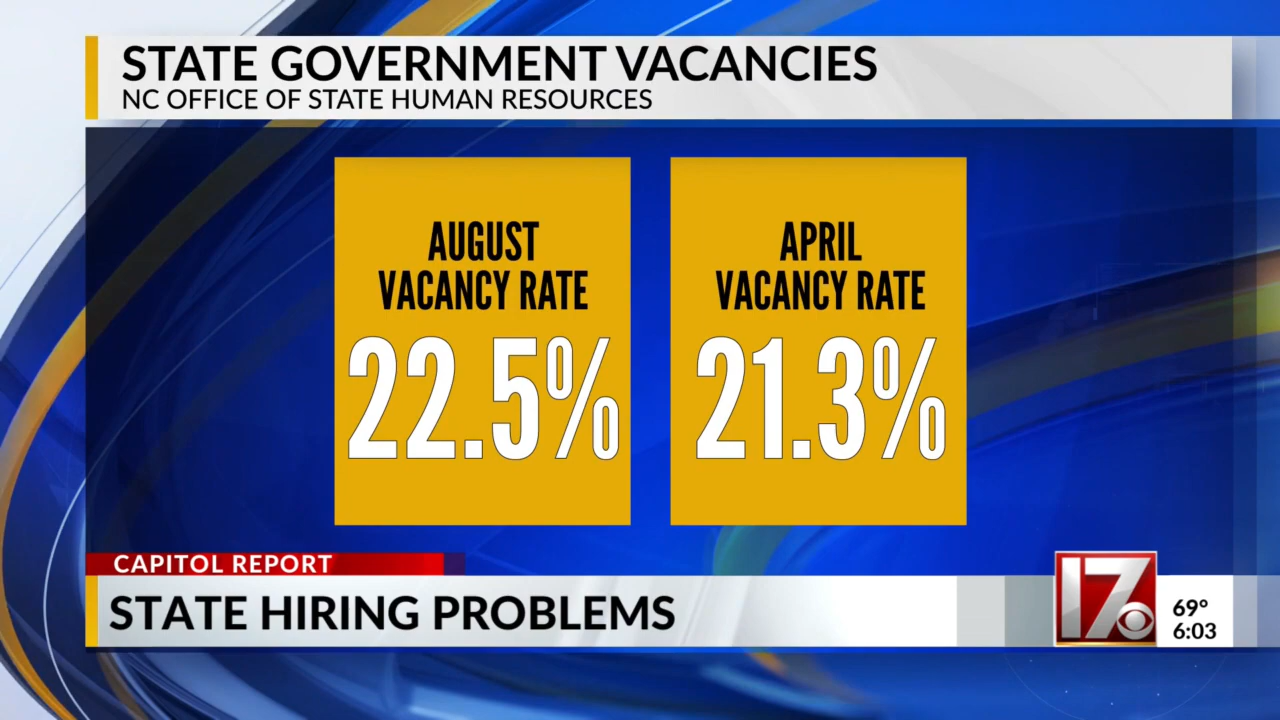 STATE GOVERNMENT VACANCIES
NC OFFICE OF STATE HUMAN RESOURCES
AUGUST
VACANCY RATE
22.5%
APRIL
VACANCY RATE
21.3%
CAPITOL REPORT
STATE HIRING PROBLEMS
17
69°
6:03